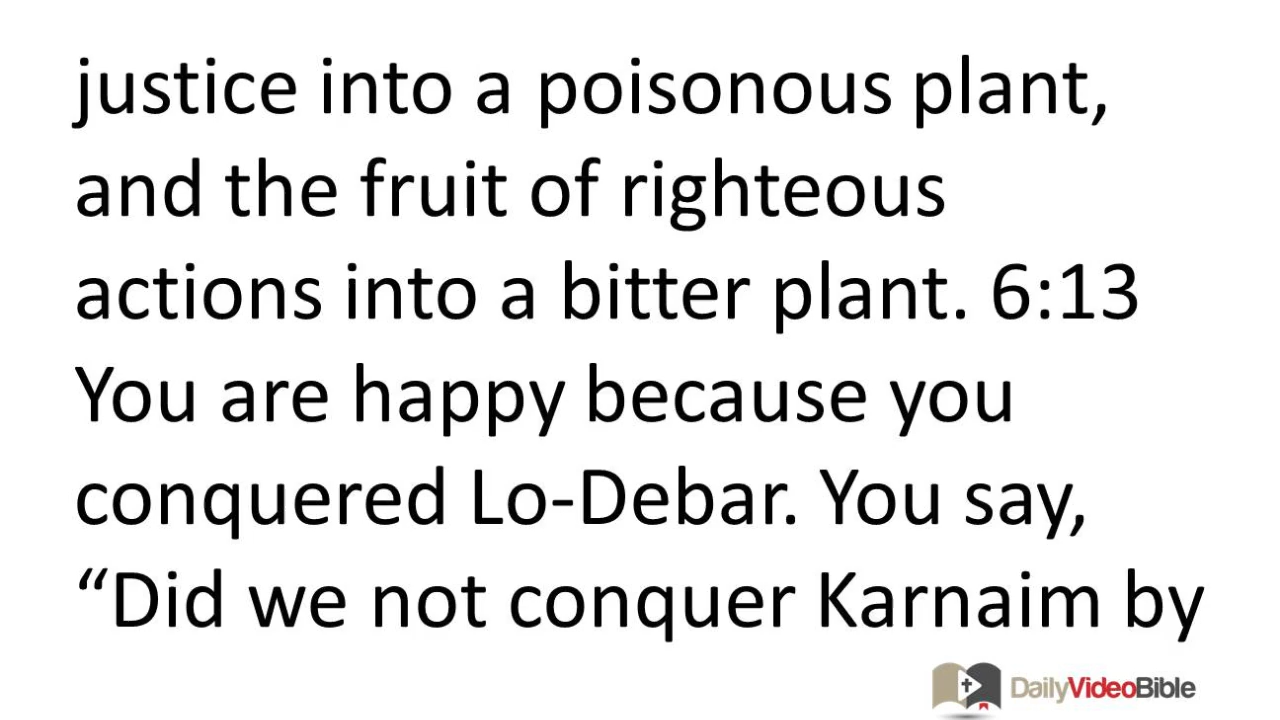 justice into a poisonous plant,
and the fruit of righteous
actions into a bitter plant. 6:13
You are happy because you
conquered Lo-Debar. You say,
“Did we not conquer Karnaim by
DailyVideoBible